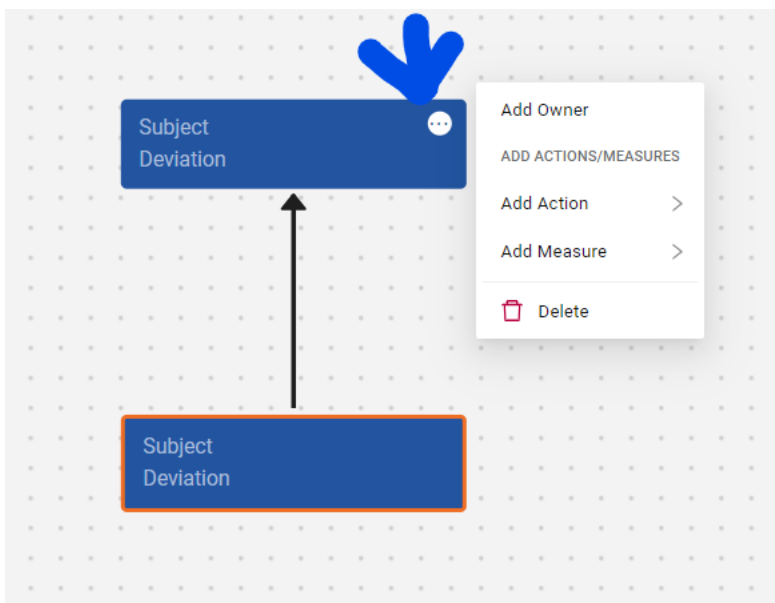 Subject
Deviation
Add Owner
ADD ACTIONS/MEASURES
Add Action
Add Measure
Delete
Subject
Deviation